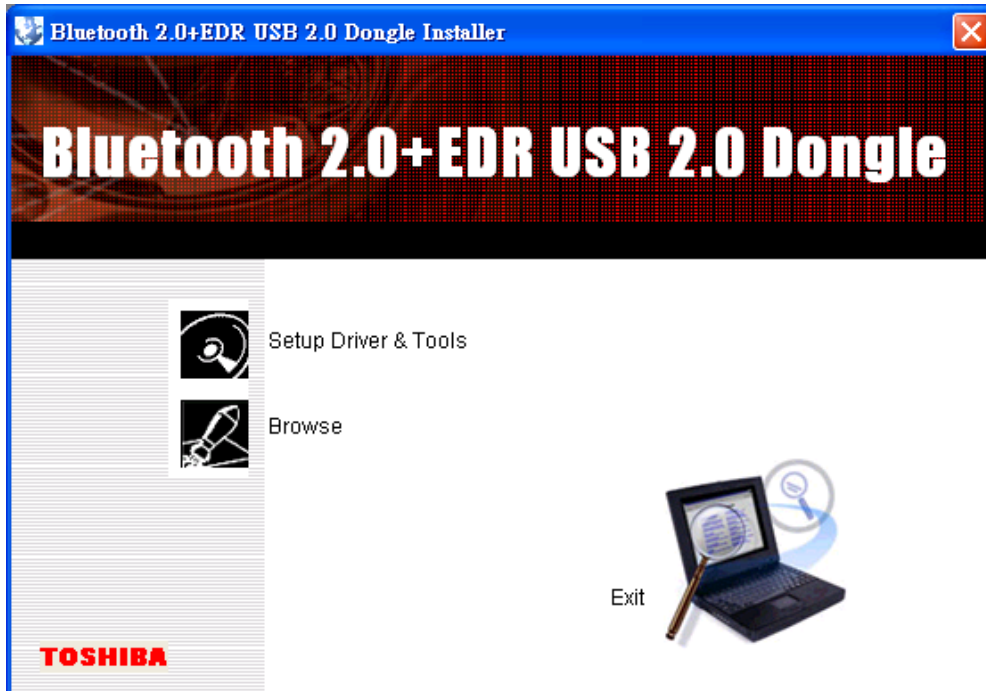 Bluetooth 2.0+EDR USB 2.0 Dongle Installer
Bluetooth 2.0+EDR USB 2.0 Dongle
Setup Driver & Tools
Browse
Exit
TOSHIBA